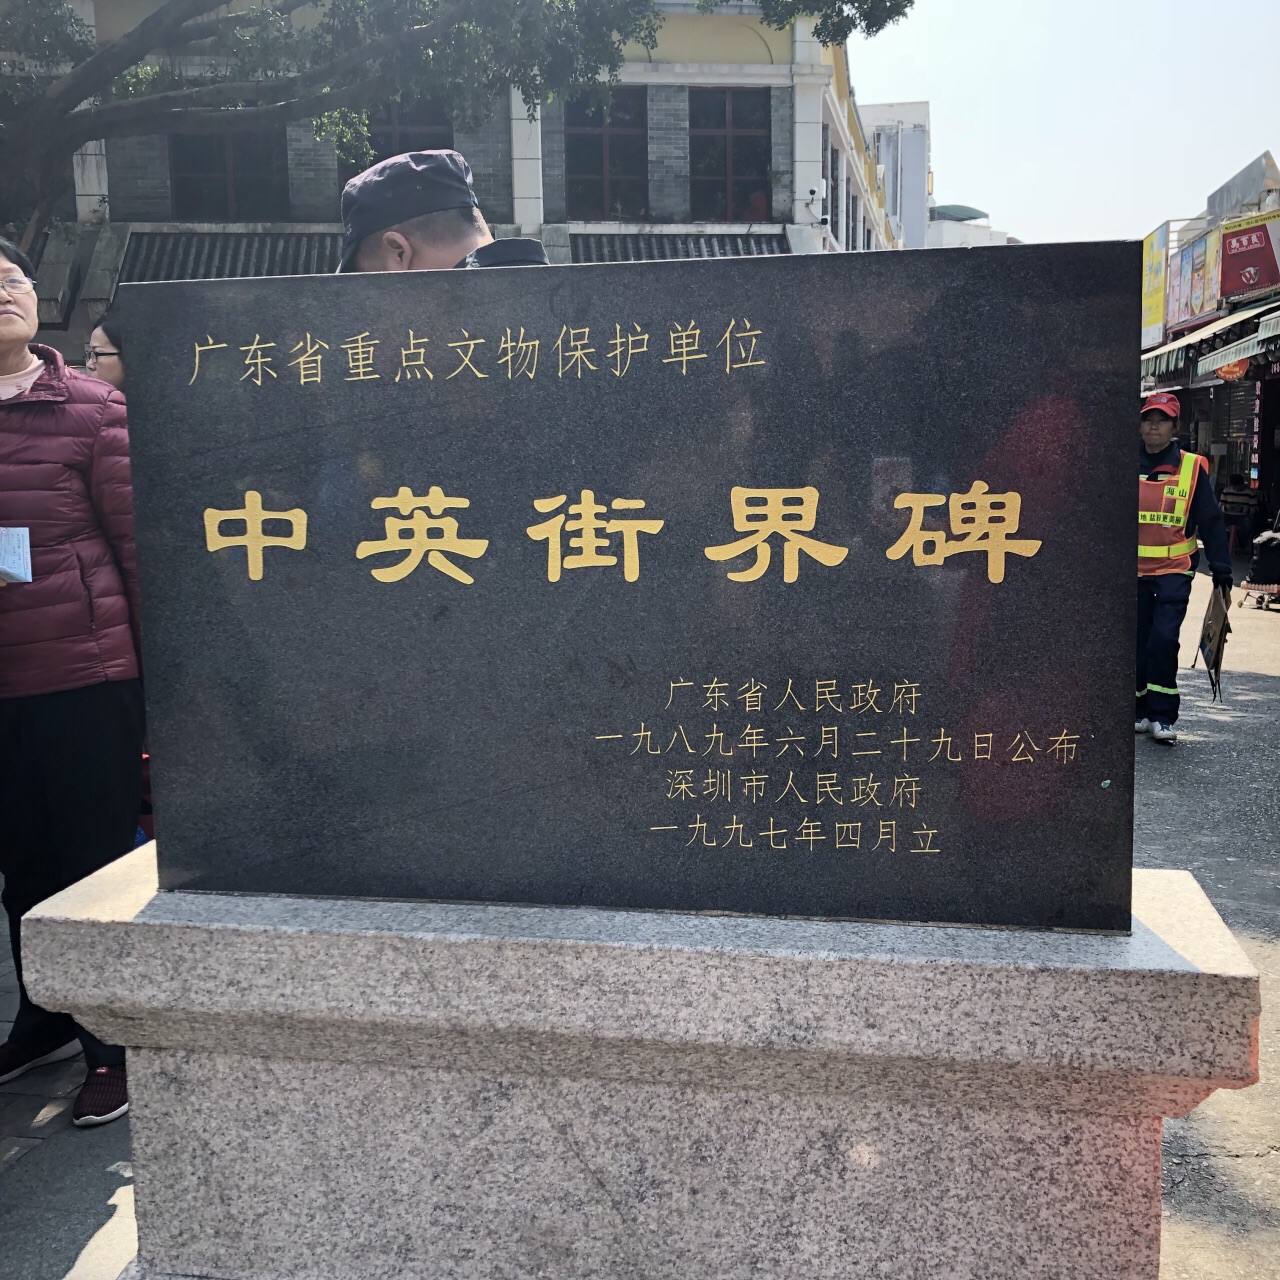 广东省重点文物保护单位
中英街界碑
广东省人民政府
一九八九年六月二十九日公布
深圳市人民政府
一九九七年四月立
海山